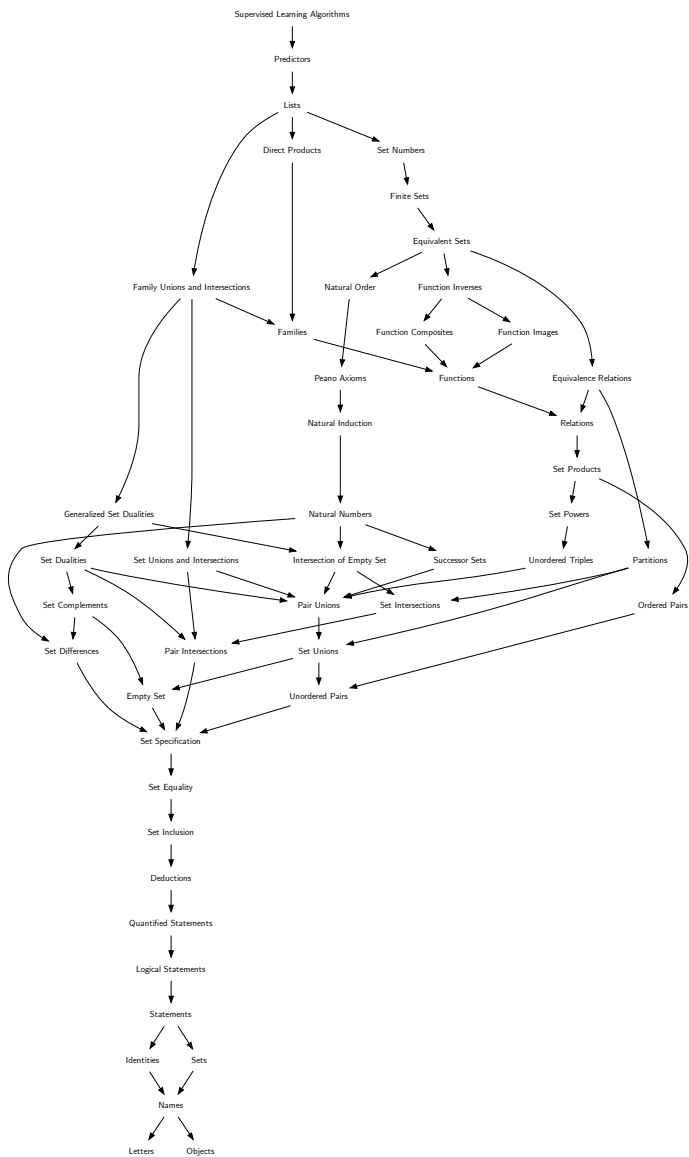 Supervised Learning Algorithms
Predictors
Lists
Direct Products
Set Numbers
Finite Sets
Equivalent Sets
Family Unions and Intersections
Natural Order
Function Inverses
Families
Function Composites
Function Images
Peano Axioms
Functions
Equivalence Relations
Natural Induction
Relations
Set Products
Generalized Set Dualities
Natural Numbers
Set Powers
Set Dualities
Set Unions and Intersections
Intersection of Empty Set
Successor Sets
Unordered Triples
Partitions
Set Complements
Pair Unions
Set Intersections
Ordered Pairs
Set Differences
Pair Intersections
Set Unions
Empty Set
Unordered Pairs
Set Specification
Set Equality
Set Inclusion
Deductions
Quantified Statements
Logical Statements
Statements
Identities
Sets
Names
Letters
Objects